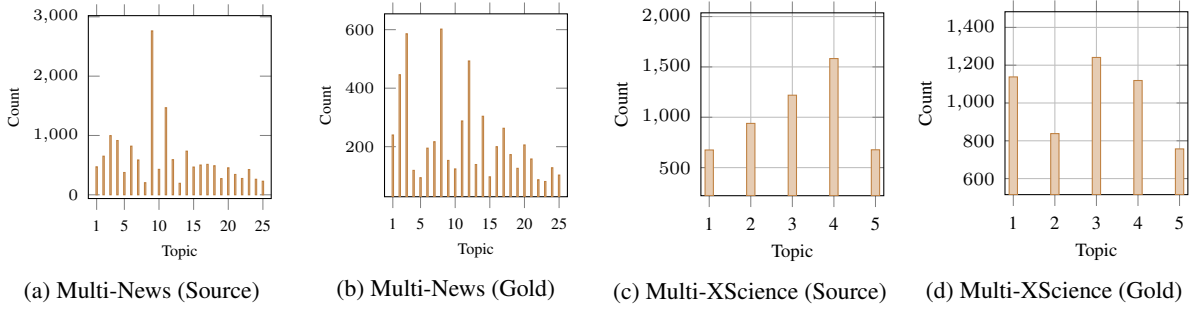 3,000
2,000
1,000
0
Count
1 5 10 15 20 25
Topic
(a) Multi-News (Source)
600
400
200
Count
1 5 10 15 20 25
Topic
(b) Multi-News (Gold)
2,000
1,500
1,000
500
Count
1 2 3 4 5
Topic
(c) Multi-XScience (Source)
1,400
1,200
1,000
800
600
Count
1 2 3 4 5
Topic
(d) Multi-XScience (Gold)